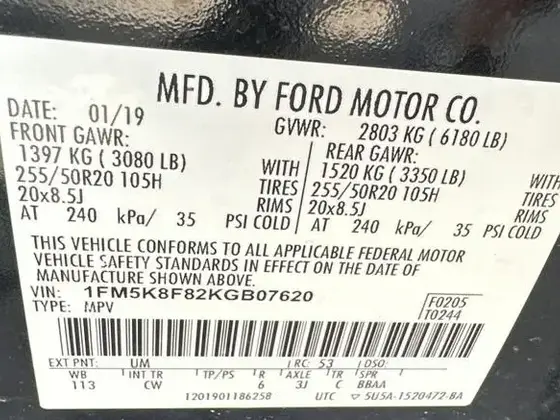 MFD. BY FORD MOTOR CO.
DATE: 01/19 GVWR: 2803 KG ( 6180 LB)
FRONT GAWR: REAR GAWR:
1397 KG ( 3080 LB) WITH 1520 KG ( 3350 LB) WITH
255/50R20 105H TIRES 255/50R20 105H TIRES
20x8.5J RIMS 20x8.5J RIMS
AT 240 kPa/ 35 PSI COLD AT 240 kPa/ 35 PSI COLD
THIS VEHICLE CONFORMS TO ALL APPLICABLE FEDERAL MOTOR
VEHICLE SAFETY STANDARDS IN EFFECT ON THE DATE OF
MANUFACTURE SHOWN ABOVE.
VIN: 1FM5K8F82KGB07620 F0205
TYPE: MPV T0244
EXT PNT: UM RC: 53 DSO:
WB INT TR TP/PS R AXLE TR SPR
113 CW 6 3J C BBAA
1201901186258 UTC ▽ 5U5A-1520472-BA